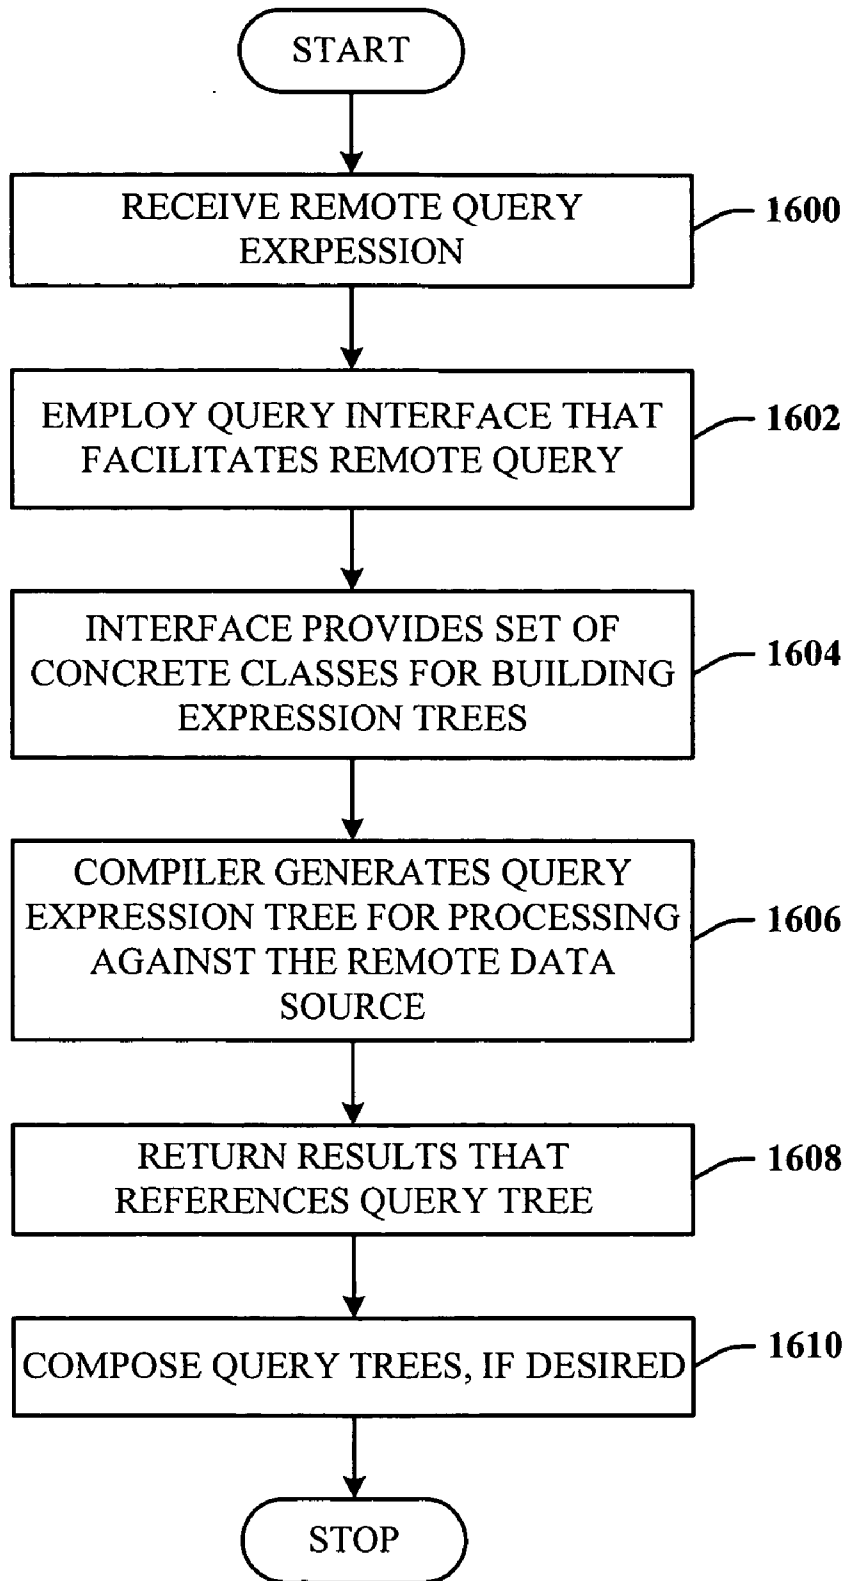 START
RECEIVE REMOTE QUERY
EXRPESSION
1600
EMPLOY QUERY INTERFACE THAT
FACILITATES REMOTE QUERY
1602
INTERFACE PROVIDES SET OF
CONCRETE CLASSES FOR BUILDING
EXPRESSION TREES
1604
COMPILER GENERATES QUERY
EXPRESSION TREE FOR PROCESSING
AGAINST THE REMOTE DATA
SOURCE
1606
RETURN RESULTS THAT
REFERENCES QUERY TREE
1608
COMPOSE QUERY TREES, IF DESIRED
1610
STOP